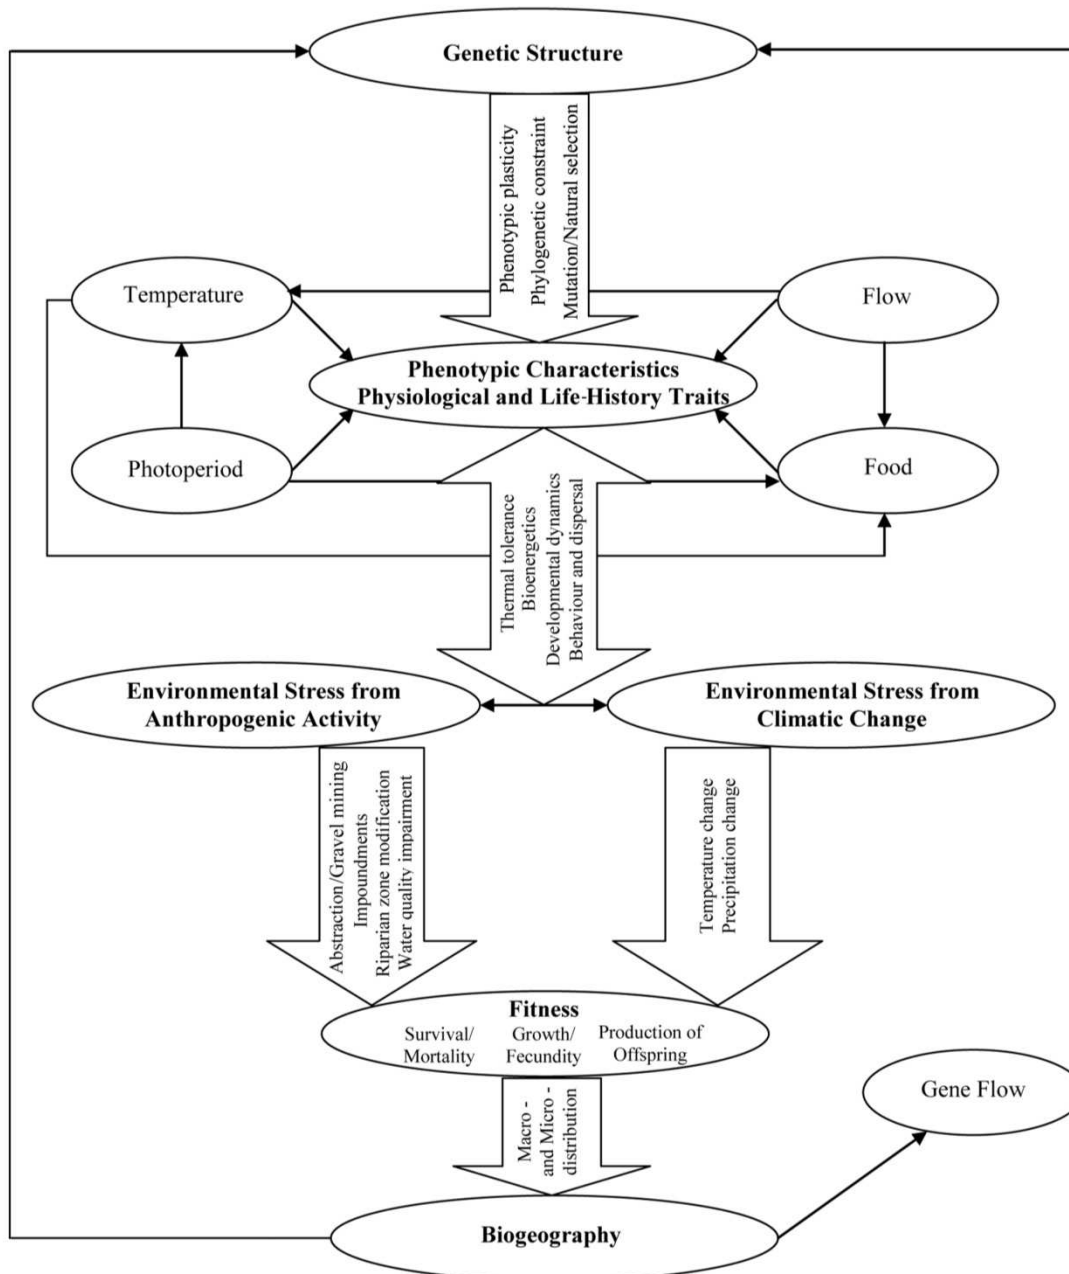 Genetic Structure
Phenotypic plasticity
Phylogenetic constraint
Mutation/Natural selection
Temperature
Flow
Phenotypic Characteristics
Physiological and Life-History Traits
Photoperiod
Food
Thermal tolerance
Bioenergetics
Developmental dynamics
Behaviour and dispersal
Environmental Stress from
Anthropogenic Activity
Environmental Stress from
Climatic Change
Abstraction/Gravel mining
Impoundments
Riparian zone modification
Water quality impairment
Temperature change
Precipitation change
Fitness
Survival/
Mortality
Growth/
Fecundity
Production of
Offspring
Macro -
and Micro -
distribution
Gene Flow
Biogeography